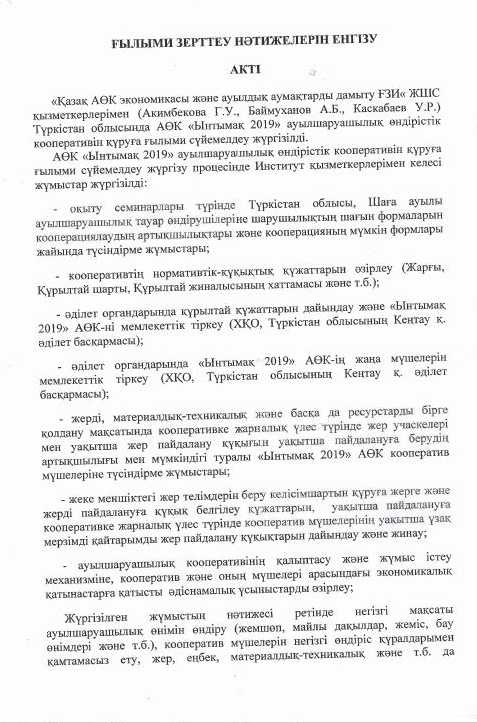 ҒЫЛЫМИ ЗЕРТТЕУ НӘТИЖЕЛЕРІН ЕНГІЗУ
АКТІ
«Қазақ АӨК экономикасы және ауылдық аумақтарды дамыту ҒЗИ« ЖШС
қызметкерлерімен (Акимбекова Г.У., Баймуханов А.Б., Каскабаев У.Р.)
Түркістан облысында АӨК «Ынтымақ 2019» ауылшаруашылық өндірістік
кооперативін құруға ғылыми сүйемелдеу жүргізілді.
АӨК «Ынтымақ 2019» ауылшаруашылық өндірістік кооперативін құруға
ғылыми сүйемелдеу жүргізу процесінде Институт қызметкерлерімен келесі
жұмыстар жүргізілді:
- оқыту семинарлары түрінде Түркістан облысы, Шаға ауылы
ауылшаруашылық тауар өндірушілеріне шарушылықтың шағын формаларын
кооперациялаудың артықшылықтары және кооперацияның мүмкін формлары
жайында түсіндірме жұмыстары;
- кооперативтің нормативтік-құқықтық құжаттарын әзірлеу (Жарғы,
Құрылтай шарты, Құрылтай жиналысының хаттамасы және т.б.);
- әділет органдарында құрылтай құжаттарын дайындау және «Ынтымақ
2019» АӨК-ні мемлекеттік тіркеу (ХҚО, Түркістан облысының Кентау қ.
әділет басқармасы);
- әділет органдарында «Ынтымақ 2019» АӨК-ің жаңа мүшелерін
мемлекеттік тіркеу (ХҚО, Түркістан облысының Кентау қ. әділет
басқармасы);
- жерді, материалдық-техникалық және басқа да ресурстарды бірге
қолдану мақсатында кооперативке жарналық үлес түрінде жер учаскелері
мен уақытша жер пайдалану құқығын уақытша пайдалануға берудің
артықшылығы мен мүмкіндігі туралы «Ынтымақ 2019» АӨК кооператив
мүшелеріне түсіндірме жұмыстары;
- жеке меншіктегі жер телімдерін беру келісімшартын құруға жерге және
жерді пайдалануға құқық белгілеу құжаттарын, уақытша пайдалануға
кооперативке жарналық үлес түрінде кооператив мүшелерінің уақытша ұзақ
мерзімді қайтарымды жер пайдалану құқықтарын дайындау және жинау;
- ауылшаруашылық кооперативінің қалыптасу және жұмыс істеу
механизміне, кооператив және оның мүшелері арасындағы экономикалық
қатынастарға қатысты әдіснамалық ұсыныстарды әзірлеу;
Жүргізілген жұмыстың нәтижесі ретінде негізгі мақсаты
ауылшаруашылық өнімін өндіру (жемшөп, майлы дақылдар, жеміс, бау
өнімдері және т.б.), кооператив мүшелерін негізгі өндіріс құралдарымен
қамтамасыз ету, жер, еңбек, материалдық-техникалық және т.б. да